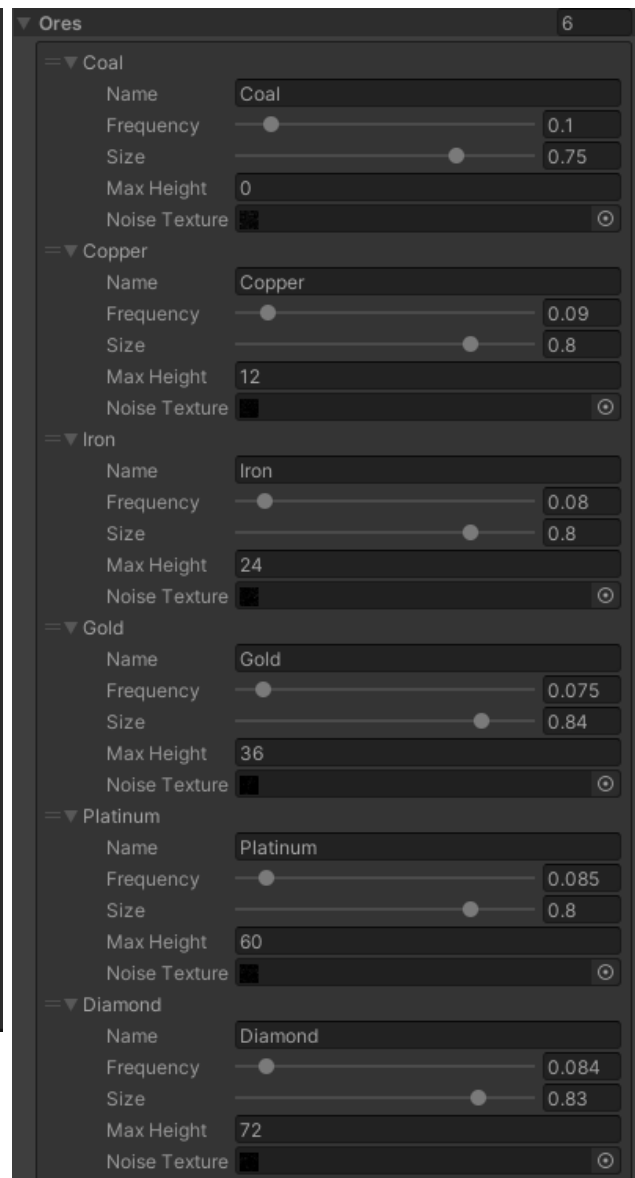 Ores 6
Coal
Name Coal
Frequency 0.1
Size 0.75
Max Height 0
Noise Texture
Copper
Name Copper
Frequency 0.09
Size 0.8
Max Height 12
Noise Texture
Iron
Name Iron
Frequency 0.08
Size 0.8
Max Height 24
Noise Texture
Gold
Name Gold
Frequency 0.075
Size 0.84
Max Height 36
Noise Texture
Platinum
Name Platinum
Frequency 0.085
Size 0.8
Max Height 60
Noise Texture
Diamond
Name Diamond
Frequency 0.084
Size 0.83
Max Height 72
Noise Texture